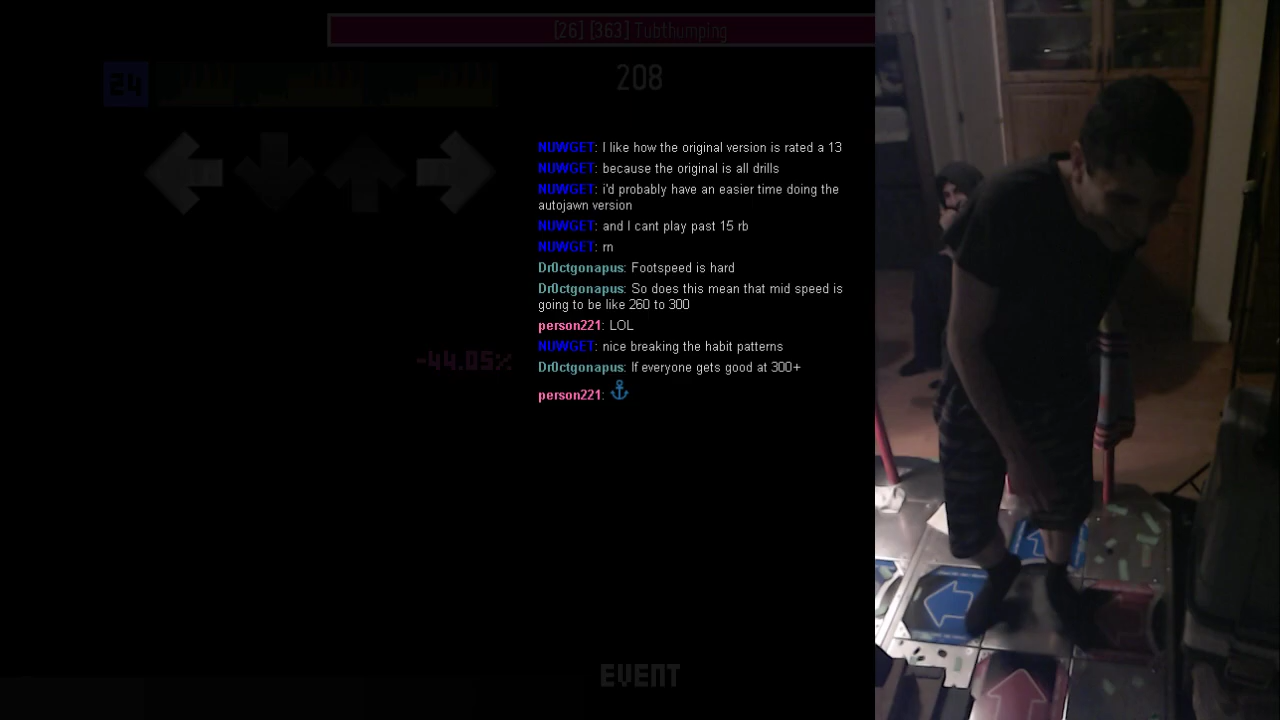 [26] [363] Tubthumping
24
208
NUWGET: I like how the original version is rated a 13
NUWGET: because the original is all drills
NUWGET: i'd probably have an easier time doing the
autojawn version
NUWGET: and I cant play past 15 rb
NUWGET: rn
Dr0ctgonapus: Footspeed is hard
Dr0ctgonapus: So does this mean that mid speed is
going to be like 260 to 300
person221: LOL
NUWGET: nice breaking the habit patterns
-44.05%
Dr0ctgonapus: If everyone gets good at 300+
person221:
EVENT